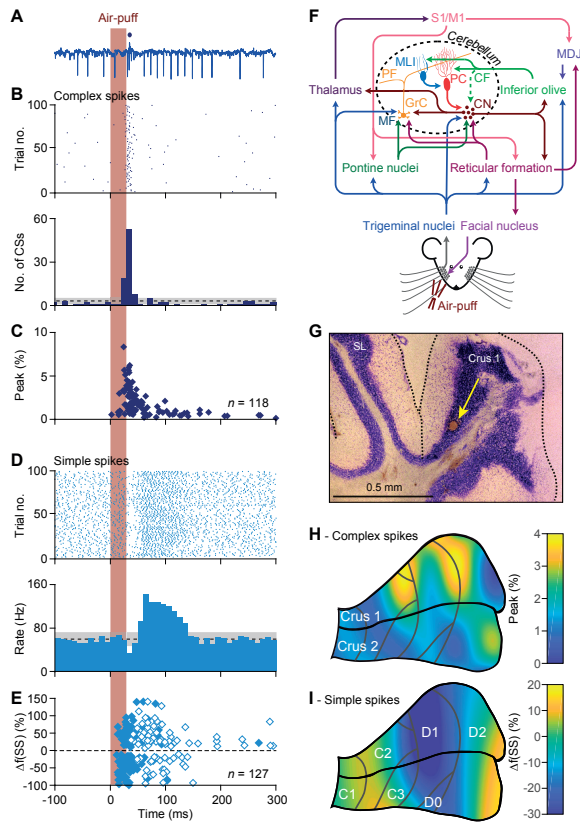 A
Air-puff
B
Complex spikes
100
50
0
Trial no.
60
30
0
No. of CSs
C
10
5
0
Peak (%)
n = 118
D
Simple spikes
100
50
0
Trial no.
160
120
80
40
0
Rate (Hz)
E
150
100
50
0
-50
-100
Δf(SS) (%)
n = 127
-100 0 100 200 300
Time (ms)
F
S1/M1
Cerebellum
MLI
MDJ
PF
PC
CF
Thalamus
Inferior olive
GrC
CN
MF
Pontine nuclei
Reticular formation
Trigeminal nuclei
Facial nucleus
Air-puff
G
SL
Crus 1
0.5 mm
H - Complex spikes
Crus 1
Crus 2
4
3
2
1
0
Peak (%)
I - Simple spikes
D1
D2
C2
C1
C3
D0
20
10
0
-10
-20
-30
Δf(SS) (%)